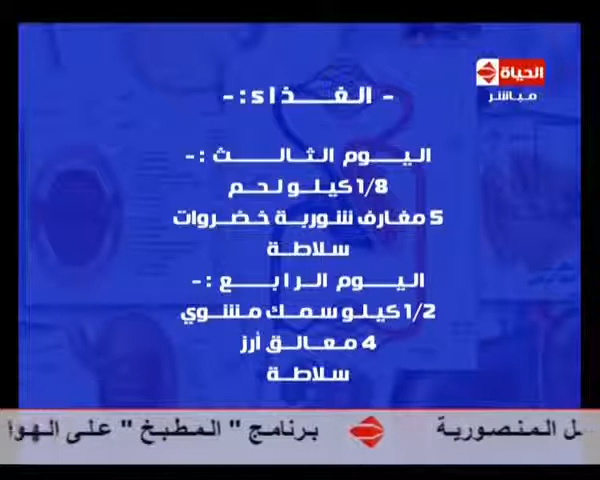 - الغذاء :-
الحياة
مباشر
اليوم الثالث :-
1/8 كيلو لحم
5 مغارف شوربة خضروات
سلاطة
اليوم الرابع :-
1/2 كيلو سمك مشوي
4 معالق أرز
سلاطة
المنصورية برنامج " المطبخ " على